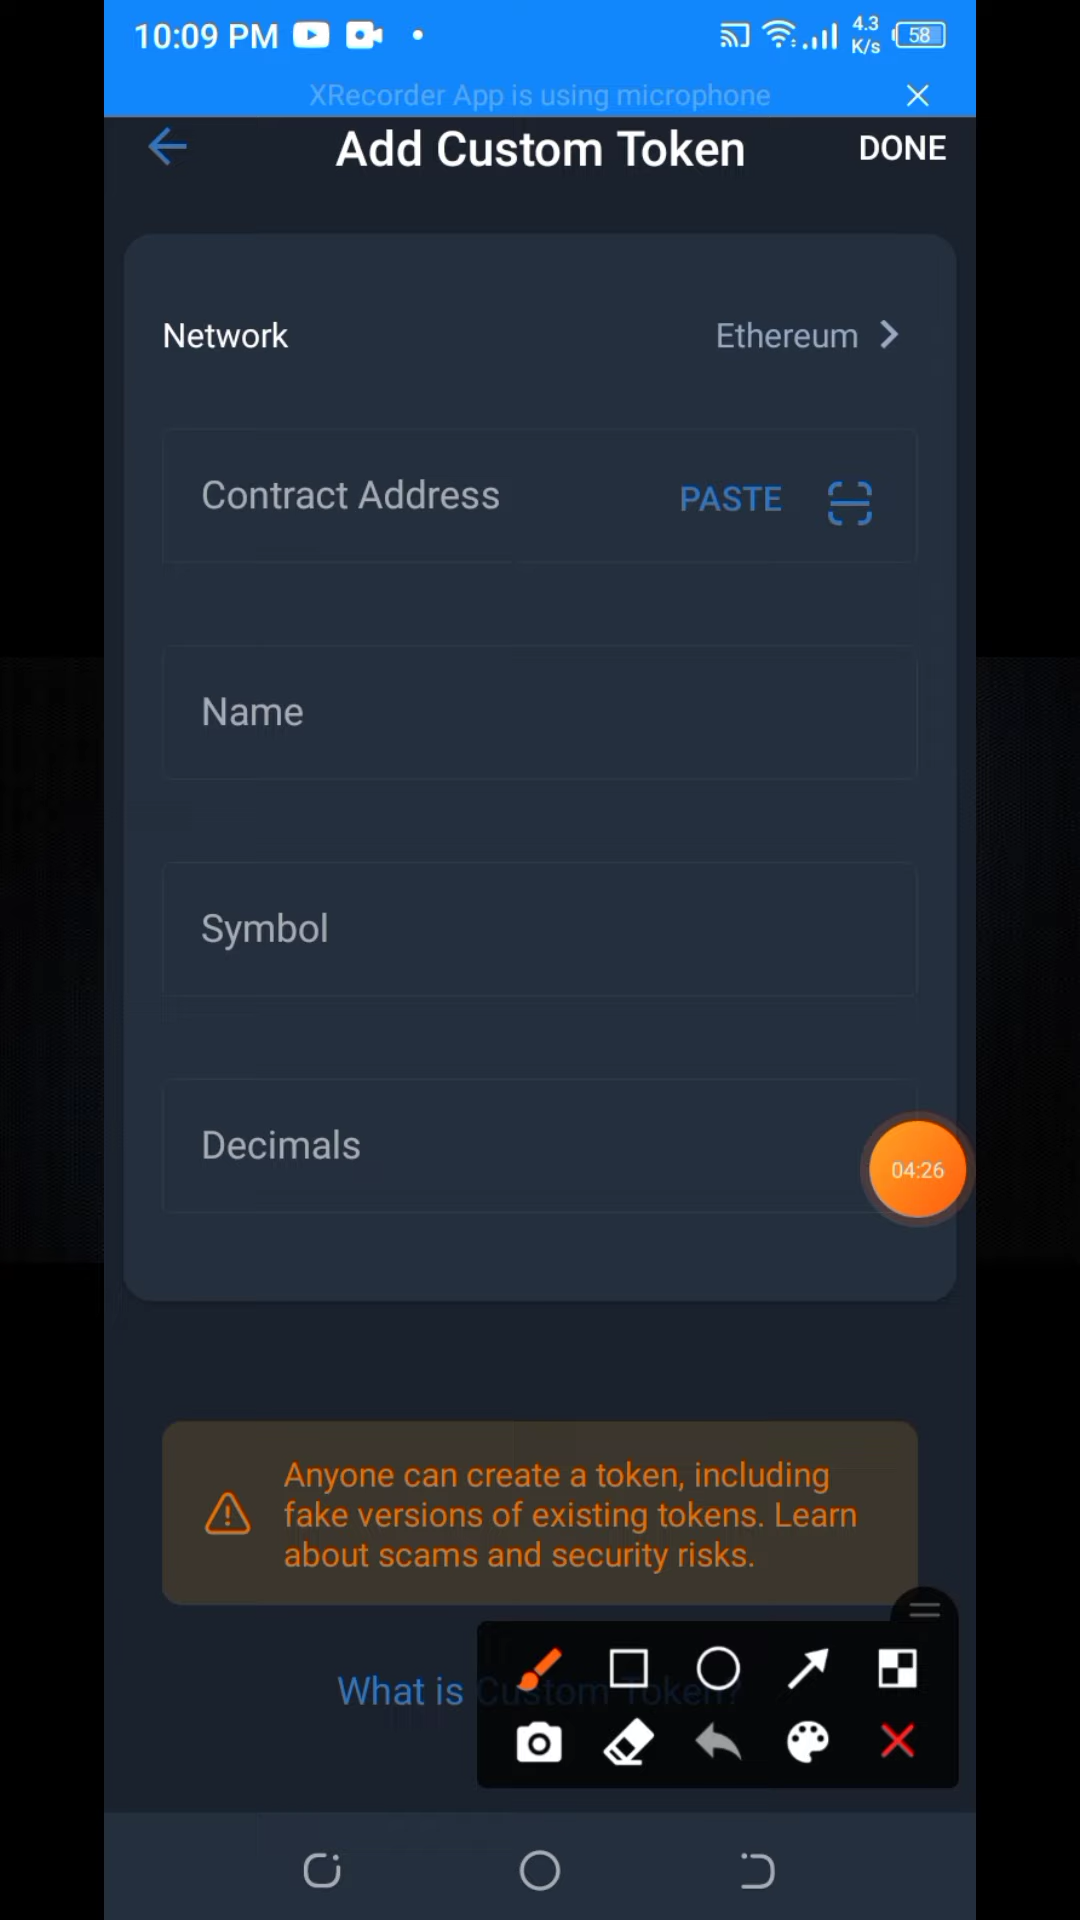 10:09 PM
4.3
K/s
58
XRecorder App is using microphone
Add Custom Token
DONE
Network
Ethereum
Contract Address
PASTE
Name
Symbol
Decimals
04:26
Anyone can create a token, including
fake versions of existing tokens. Learn
about scams and security risks.
What is Custom Token?